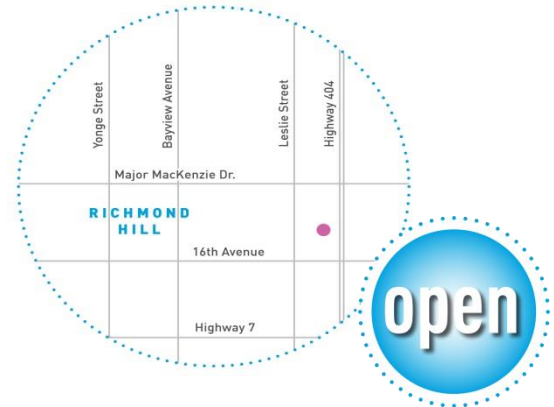 Yonge Street
Bayview Avenue
Leslie Street
Highway 404
Major MacKenzie Dr.
RICHMOND
HILL
16th Avenue
Highway 7
open